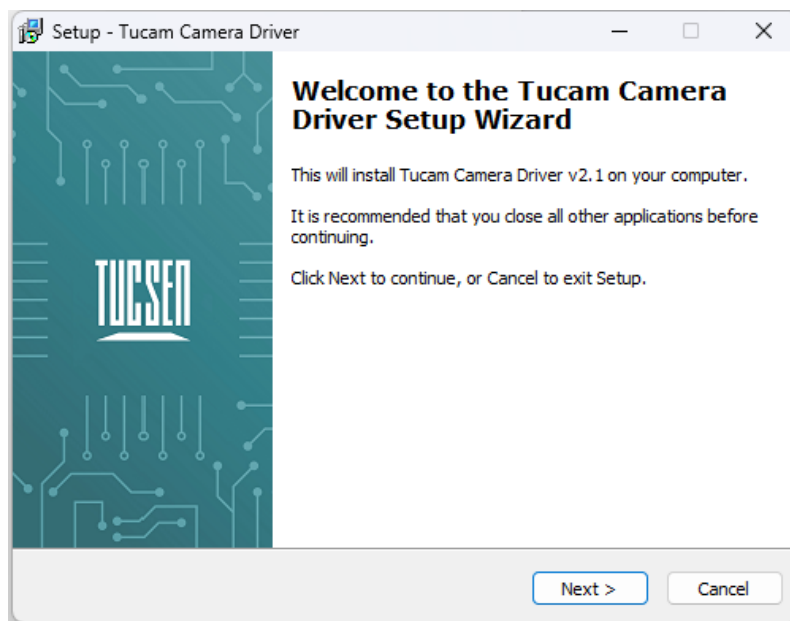 Setup - Tucam Camera Driver
Welcome to the Tucam Camera
Driver Setup Wizard
This will install Tucam Camera Driver v2.1 on your computer.
It is recommended that you close all other applications before
continuing.
Click Next to continue, or Cancel to exit Setup.
TUCSEN
Next >
Cancel